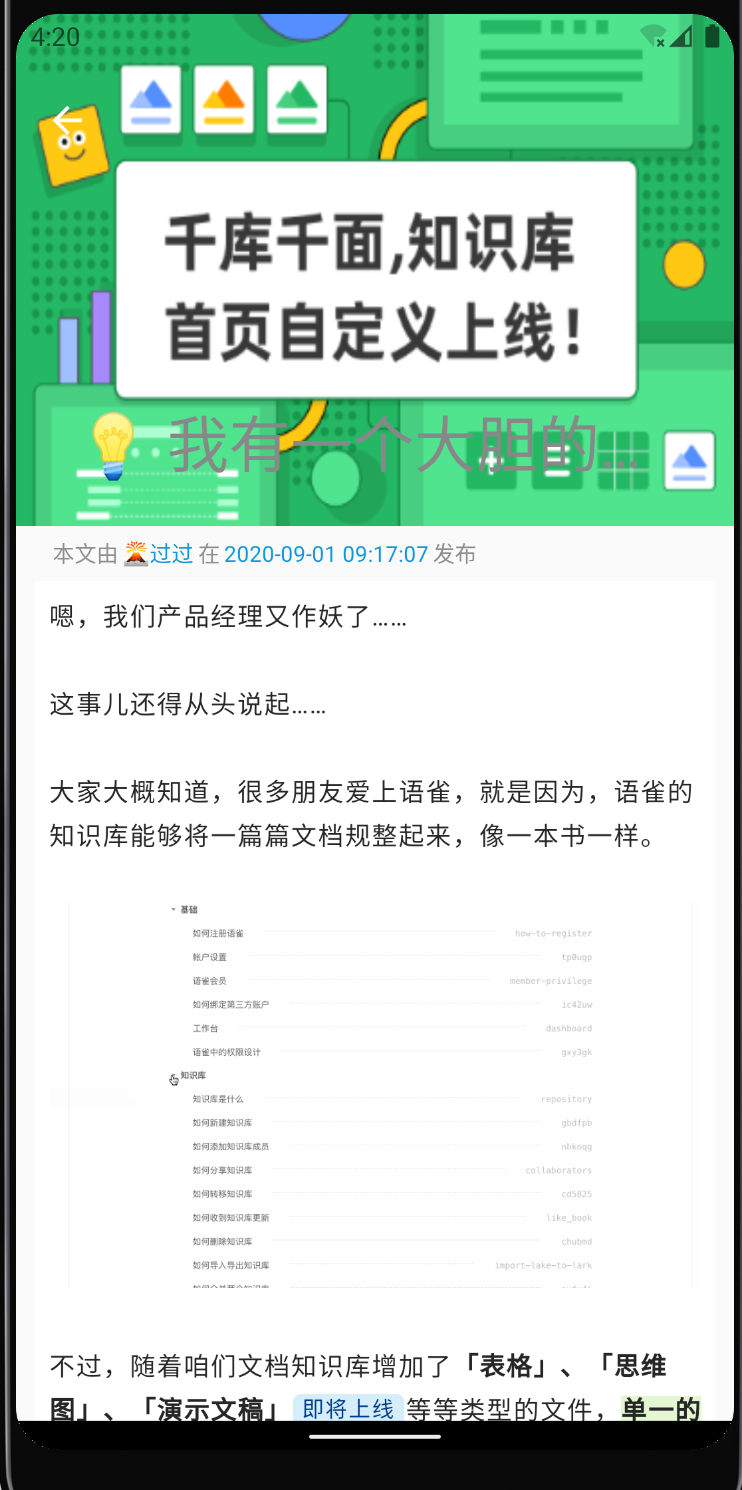 4:20
千库千面,知识库
首页自定义上线！
💡 我有一个大胆的...
本文由 🌋过过 在 2020-09-01 09:17:07 发布
嗯，我们产品经理又作妖了……
这事儿还得从头说起……
大家大概知道，很多朋友爱上语雀，就是因为，语雀的
知识库能够将一篇篇文档规整起来，像一本书一样。
基础
如何注册语雀 how-to-register
帐户设置 tp0ugp
语雀会员 member-privilege
如何绑定第三方账户 ic42uw
工作台 dashboard
语雀中的权限设计 gxy3gk
知识库
知识库是什么 repository
如何新建知识库 gbdfpb
如何添加知识库成员 nbkoqg
如何分享知识库 collaborators
如何转移知识库 cd5825
如何收到知识库更新 like_book
如何删除知识库 chubmd
如何导入导出知识库 import-lake-to-lark
不过，随着咱们文档知识库增加了「表格」、「思维
图」、「演示文稿」 即将上线 等等类型的文件，单一的